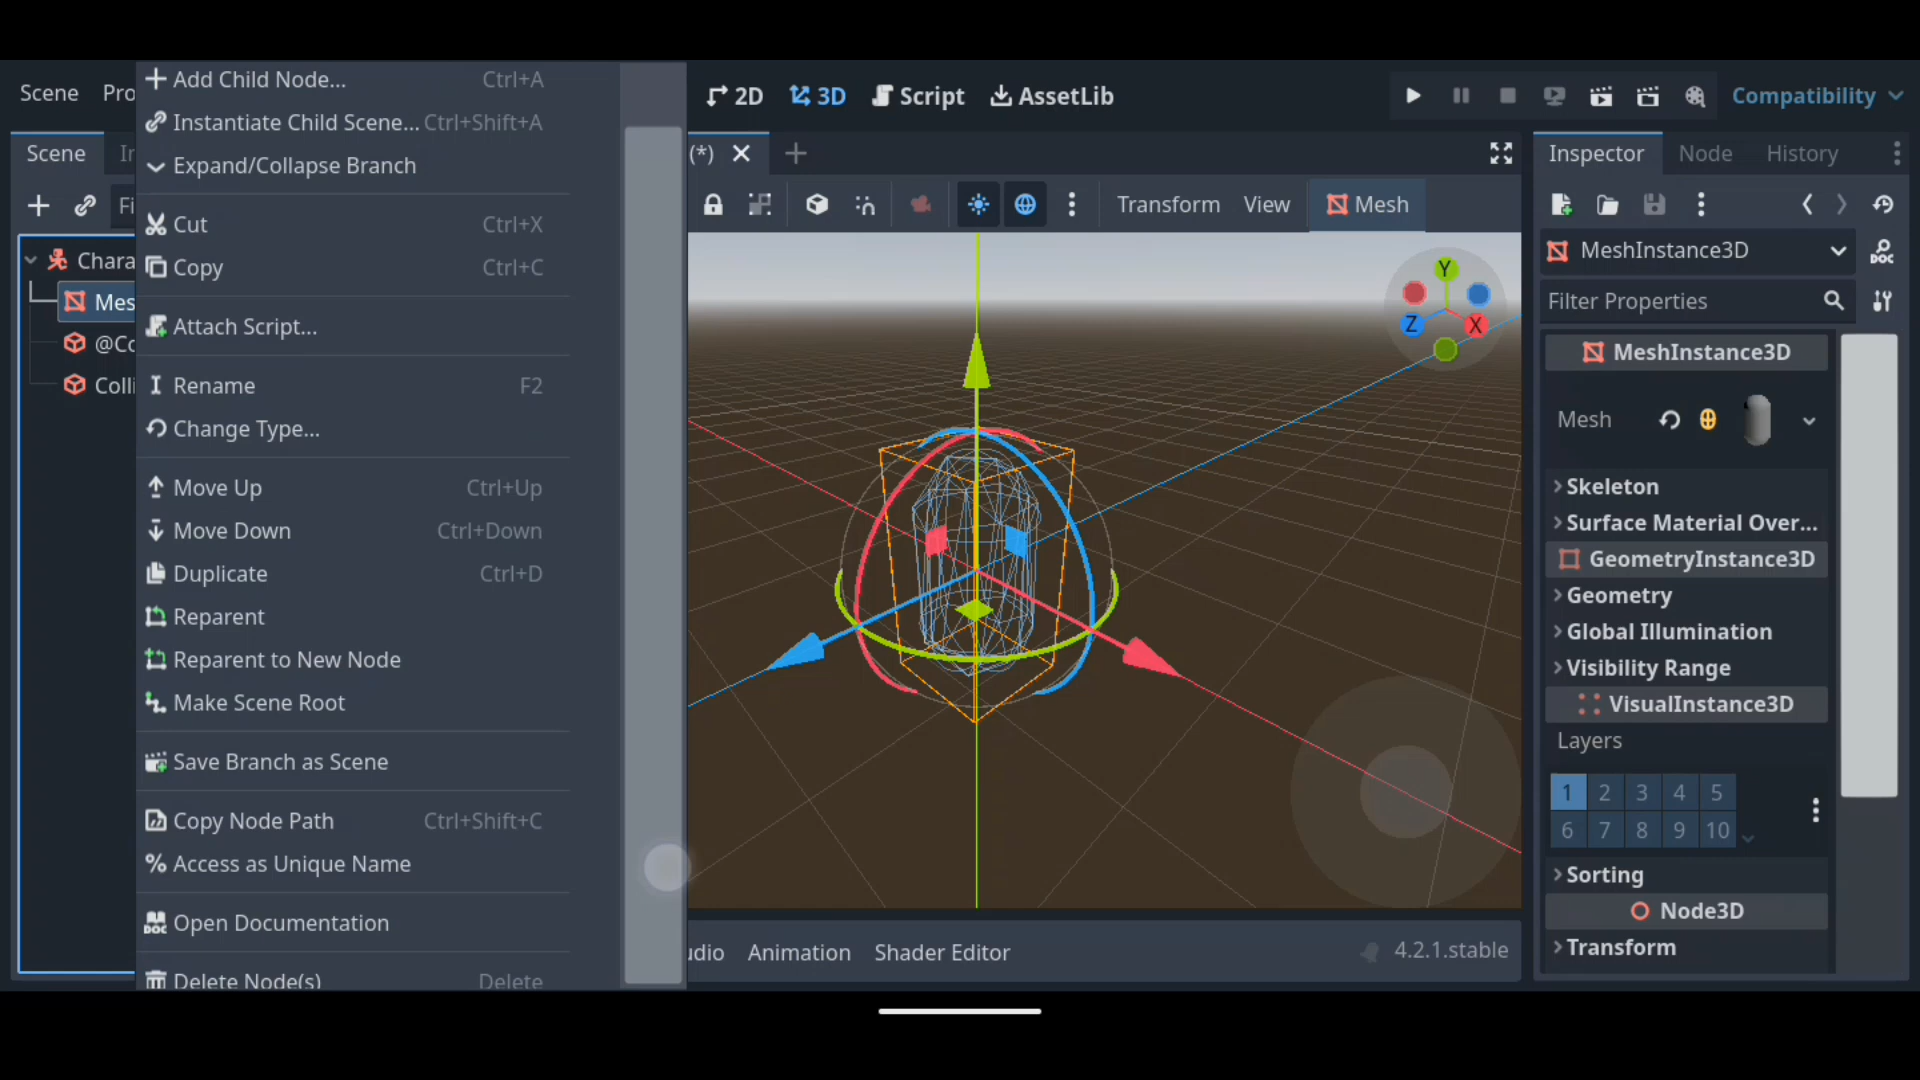 Scene Pro
2D 3D Script AssetLib
Compatibility
Add Child Node... Ctrl+A
Instantiate Child Scene... Ctrl+Shift+A
Expand/Collapse Branch
Cut Ctrl+X
Copy Ctrl+C
Attach Script...
Rename F2
Change Type...
Move Up Ctrl+Up
Move Down Ctrl+Down
Duplicate Ctrl+D
Reparent
Reparent to New Node
Make Scene Root
Save Branch as Scene
Copy Node Path Ctrl+Shift+C
Access as Unique Name
Open Documentation
Delete Node(s) Delete
Scene
Fi
Chara
Mes
@Co
Colli
(*)
Transform View Mesh
Y
Z X
udio Animation Shader Editor 4.2.1.stable
Inspector Node History
MeshInstance3D
DOC
Filter Properties
MeshInstance3D
Mesh
Skeleton
Surface Material Over...
GeometryInstance3D
Geometry
Global Illumination
Visibility Range
VisualInstance3D
Layers
1 2 3 4 5
6 7 8 9 10
Sorting
Node3D
Transform